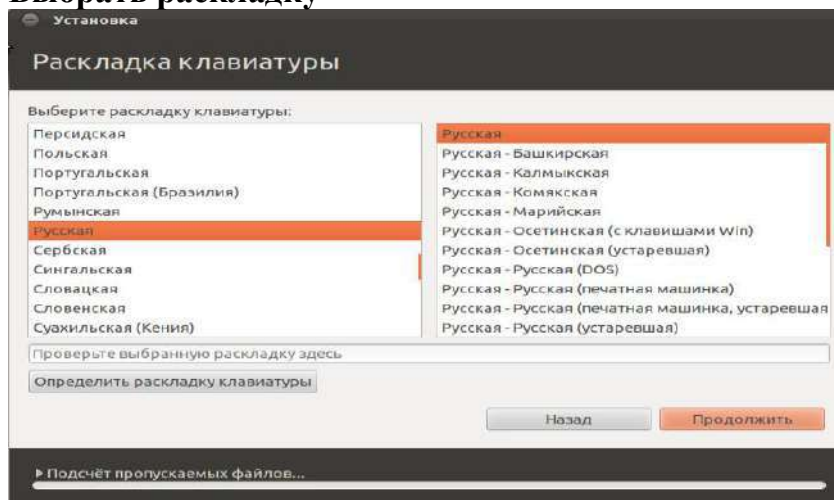 Выбрать раскладку
Установка
Раскладка клавиатуры
Выберите раскладку клавиатуры:
Персидская
Польская
Португальская
Португальская (Бразилия)
Румынская
Русская
Сербская
Сингальская
Словацкая
Словенская
Суахильская (Кения)
Русская
Русская - Башкирская
Русская - Калмыкская
Русская - Комякская
Русская - Марийская
Русская - Осетинская (с клавишами Win)
Русская - Осетинская (устаревшая)
Русская - Русская (DOS)
Русская - Русская (печатная машинка)
Русская - Русская (печатная машинка, устаревшая
Русская - Русская (устаревшая)
Проверьте выбранную раскладку здесь
Определить раскладку клавиатуры
Назад
Продолжить
Подсчёт пропускаемых файлов...